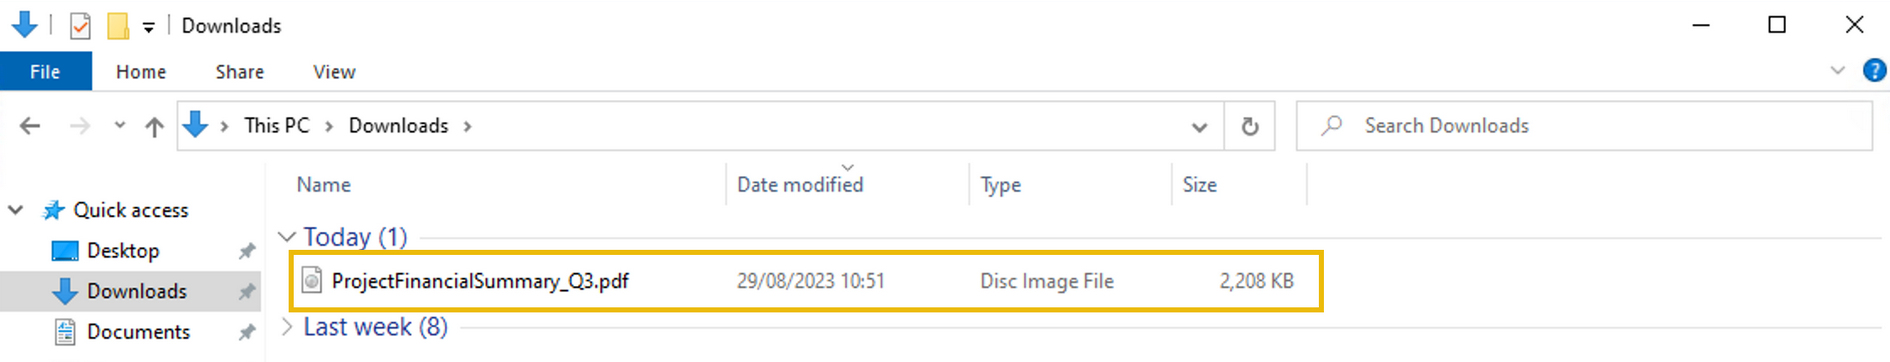 Downloads
File Home Share View
This PC Downloads Search Downloads
Name Date modified Type Size
Quick access
Today (1)
Desktop
ProjectFinancialSummary_Q3.pdf 29/08/2023 10:51 Disc Image File 2,208 KB
Downloads
Last week (8)
Documents